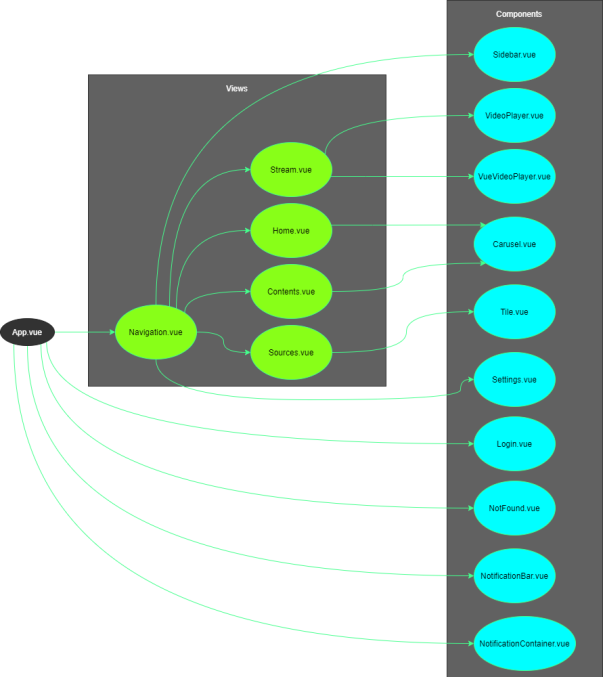 Components
Sidebar.vue
Views
VideoPlayer.vue
Stream.vue
VueVideoPlayer.vue
Home.vue
Carusel.vue
Contents.vue
Tile.vue
App.vue
Navigation.vue
Sources.vue
Settings.vue
Login.vue
NotFound.vue
NotificationBar.vue
NotificationContainer.vue